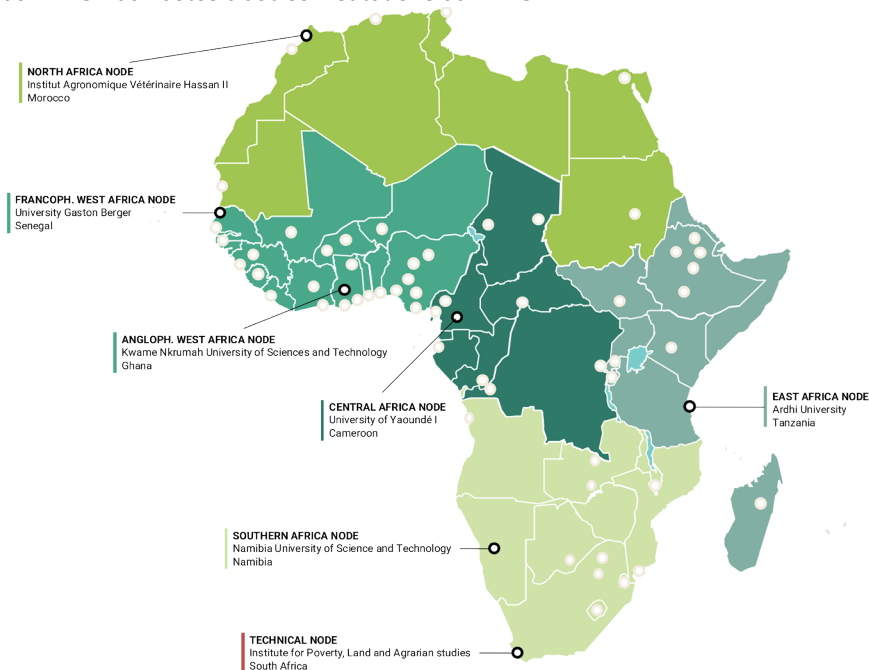 NORTH AFRICA NODE
Institut Agronomique Vétérinaire Hassan II
Morocco
FRANCOPH. WEST AFRICA NODE
University Gaston Berger
Senegal
ANGLOPH. WEST AFRICA NODE
Kwame Nkrumah University of Sciences and Technology
Ghana
CENTRAL AFRICA NODE
University of Yaoundé I
Cameroon
EAST AFRICA NODE
Ardhi University
Tanzania
SOUTHERN AFRICA NODE
Namibia University of Science and Technology
Namibia
TECHNICAL NODE
Institute for Poverty, Land and Agrarian studies
South Africa